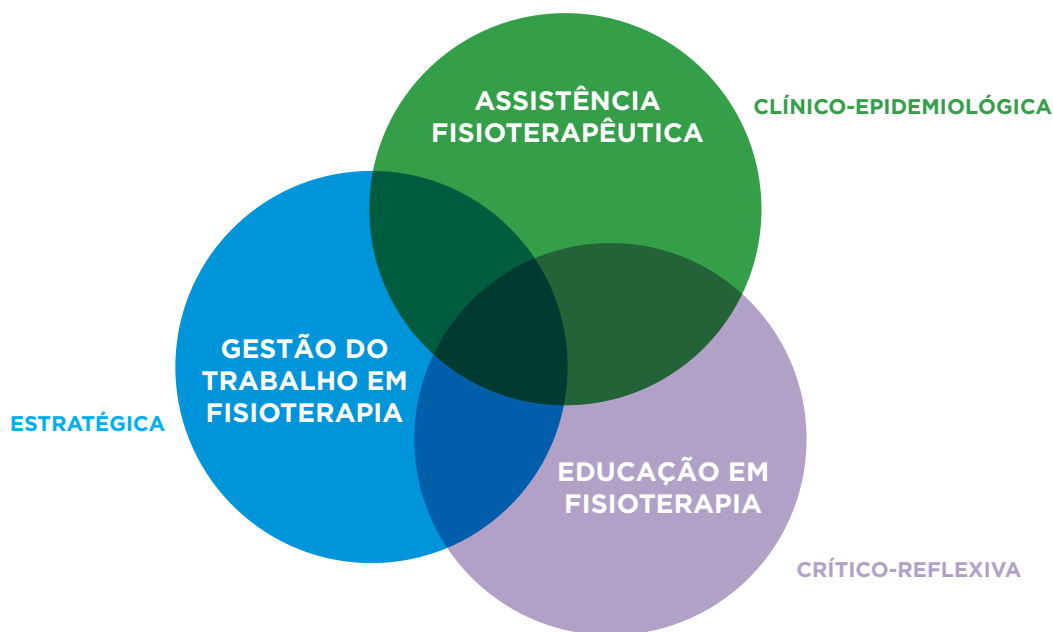 ASSISTÊNCIA
FISIOTERAPÊUTICA
CLÍNICO-EPIDEMIOLÓGICA
GESTÃO DO
TRABALHO EM
FISIOTERAPIA
ESTRATÉGICA
EDUCAÇÃO EM
FISIOTERAPIA
CRÍTICO-REFLEXIVA